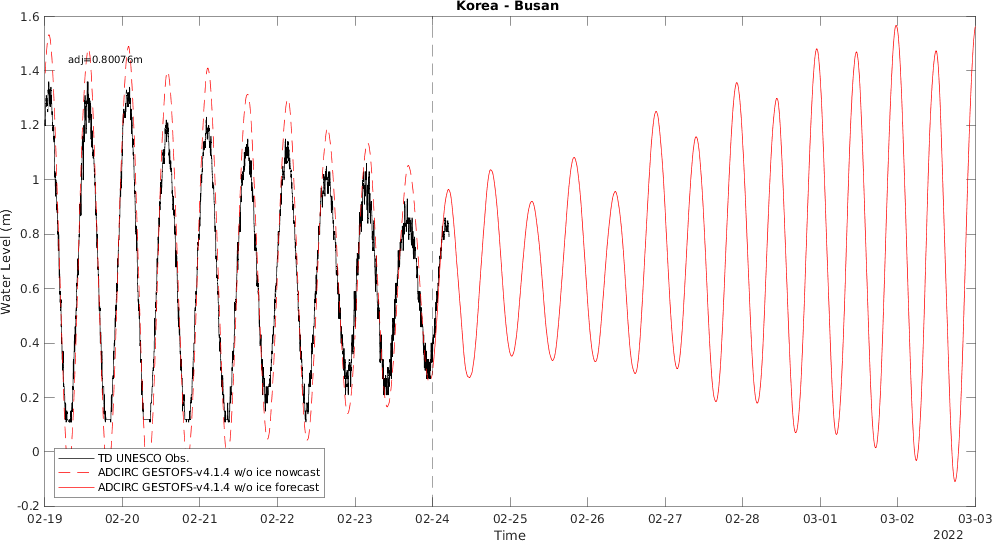 Korea - Busan
adj=0.80076m
Water Level (m)
1.6
1.4
1.2
1
0.8
0.6
0.4
0.2
0
-0.2
TD UNESCO Obs.
ADCIRC GESTOFS-v4.1.4 w/o ice nowcast
ADCIRC GESTOFS-v4.1.4 w/o ice forecast
02-19 02-20 02-21 02-22 02-23 02-24 02-25 02-26 02-27 02-28 03-01 03-02 03-03
Time
2022